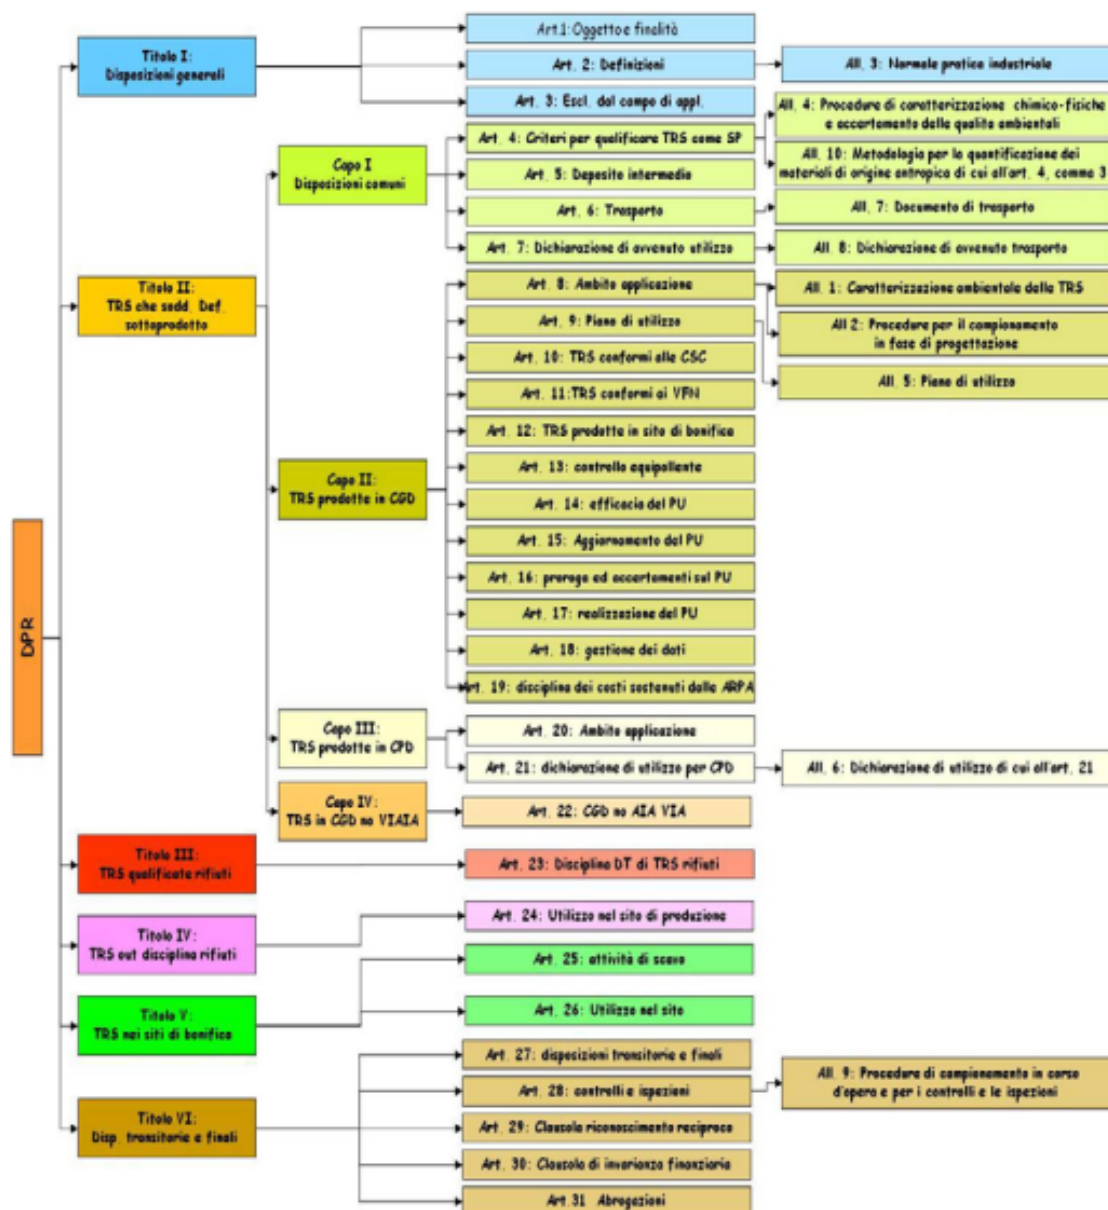 DPR
Titolo I:
Disposizioni generali
Art.1:Oggetto e finalità
Art. 2: Definizioni
All. 3: Normale pratica industriale
Art. 3: Escl. dal campo di appl.
Titolo II:
TRS che sodd. Def.
sottoprodotto
Capo I
Disposizioni comuni
Art. 4: Criteri per qualificare TRS come SP
All. 4: Procedure di caratterizzazione chimico-fisiche
e accertamento delle qualita ambientali
All. 10: Metodologia per la quantificazione dei
materiali di origine antropica di cui all'art. 4, comma 3
Art. 5: Deposito intermedio
Art. 6: Trasporto
All. 7: Documento di trasporto
Art. 7: Dichiarazione di avvenuto utilizzo
All. 8: Dichiarazione di avvenuto trasporto
Capo II:
TRS prodotte in CGD
Art. 8: Ambito applicazione
All. 1: Caratterizzazione ambientale delle TRS
All 2: Procedure per il campionamento
in fase di progettazione
Art. 9: Piano di utilizzo
All. 5: Piano di utilizzo
Art. 10: TRS conformi alle CSC
Art. 11:TRS conformi ai VFN
Art. 12: TRS prodotte in sito di bonifica
Art. 13: controllo equipollente
Art. 14: efficacia del PU
Art. 15: Aggiornamento del PU
Art. 16: proroga ed accertamenti sul PU
Art. 17: realizzazione del PU
Art. 18: gestione dei dati
Art. 19: disciplina dei costi sostenuti dalle ARPA
Capo III:
TRS prodotte in CPD
Art. 20: Ambito applicazione
Art. 21: dichiarazione di utilizzo per CPD
All. 6: Dichiarazione di utilizzo di cui all'art. 21
Capo IV:
TRS in CGD no VIAIA
Art. 22: CGD no AIA VIA
Titolo III:
TRS qualificate rifiuti
Art. 23: Disciplina DT di TRS rifiuti
Titolo IV:
TRS out disciplina rifiuti
Art. 24: Utilizzo nel sito di produzione
Titolo V:
TRS nei siti di bonifica
Art. 25: attività di scavo
Art. 26: Utilizzo nel sito
Titolo VI:
Disp. transitorie e finali
Art. 27: disposizioni transitorie e finali
Art. 28: controlli e ispezioni
All. 9: Procedure di campionamento in corso
d'opera e per i controlli e le ispezioni
Art. 29: Clausola riconoscimento reciproco
Art. 30: Clausola di invarianza finanziaria
Art.31 Abrogazioni